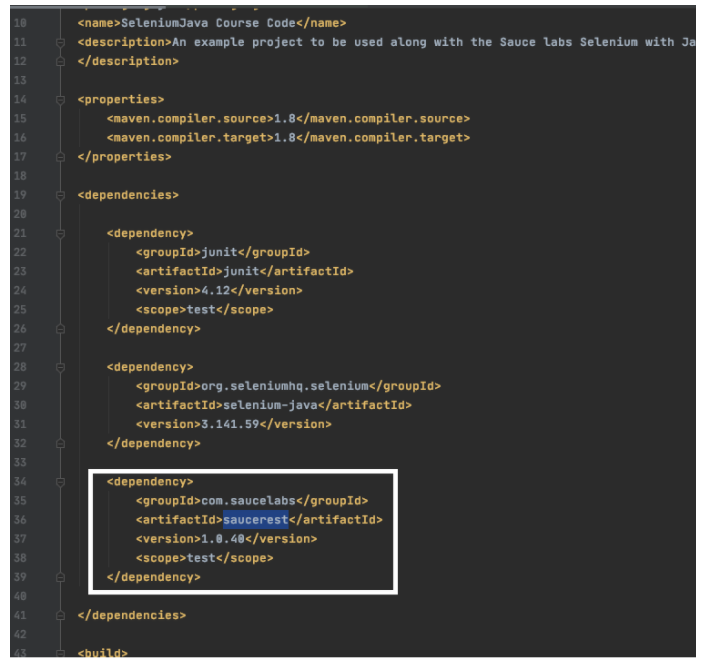 10 <name>SeleniumJava Course Code</name>
11 <description>An example project to be used along with the Sauce labs Selenium with Ja
12 </description>
13
14 <properties>
15 <maven.compiler.source>1.8</maven.compiler.source>
16 <maven.compiler.target>1.8</maven.compiler.target>
17 </properties>
18
19 <dependencies>
20
21 <dependency>
22 <groupId>junit</groupId>
23 <artifactId>junit</artifactId>
24 <version>4.12</version>
25 <scope>test</scope>
26 </dependency>
27
28 <dependency>
29 <groupId>org.seleniumhq.selenium</groupId>
30 <artifactId>selenium-java</artifactId>
31 <version>3.141.59</version>
32 </dependency>
33
34 <dependency>
35 <groupId>com.saucelabs</groupId>
36 <artifactId>saucerest</artifactId>
37 <version>1.0.40</version>
38 <scope>test</scope>
39 </dependency>
40
41 </dependencies>
42
43 <build>